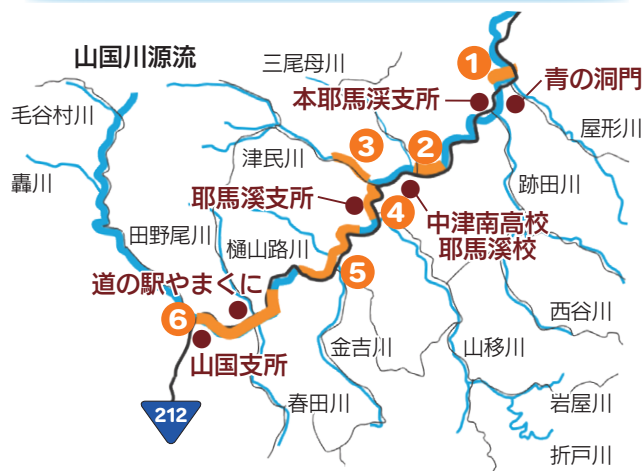 山国川源流
三尾母川
1
青の洞門
本耶馬渓支所
毛谷村川
屋形川
津民川
3
2
轟川
跡田川
耶馬溪支所
4
中津南高校
耶馬溪校
田野尾川
樋山路川
5
道の駅やまくに
6
西谷川
山国支所
金吉川
山移川
春田川
岩屋川
212
折戸川